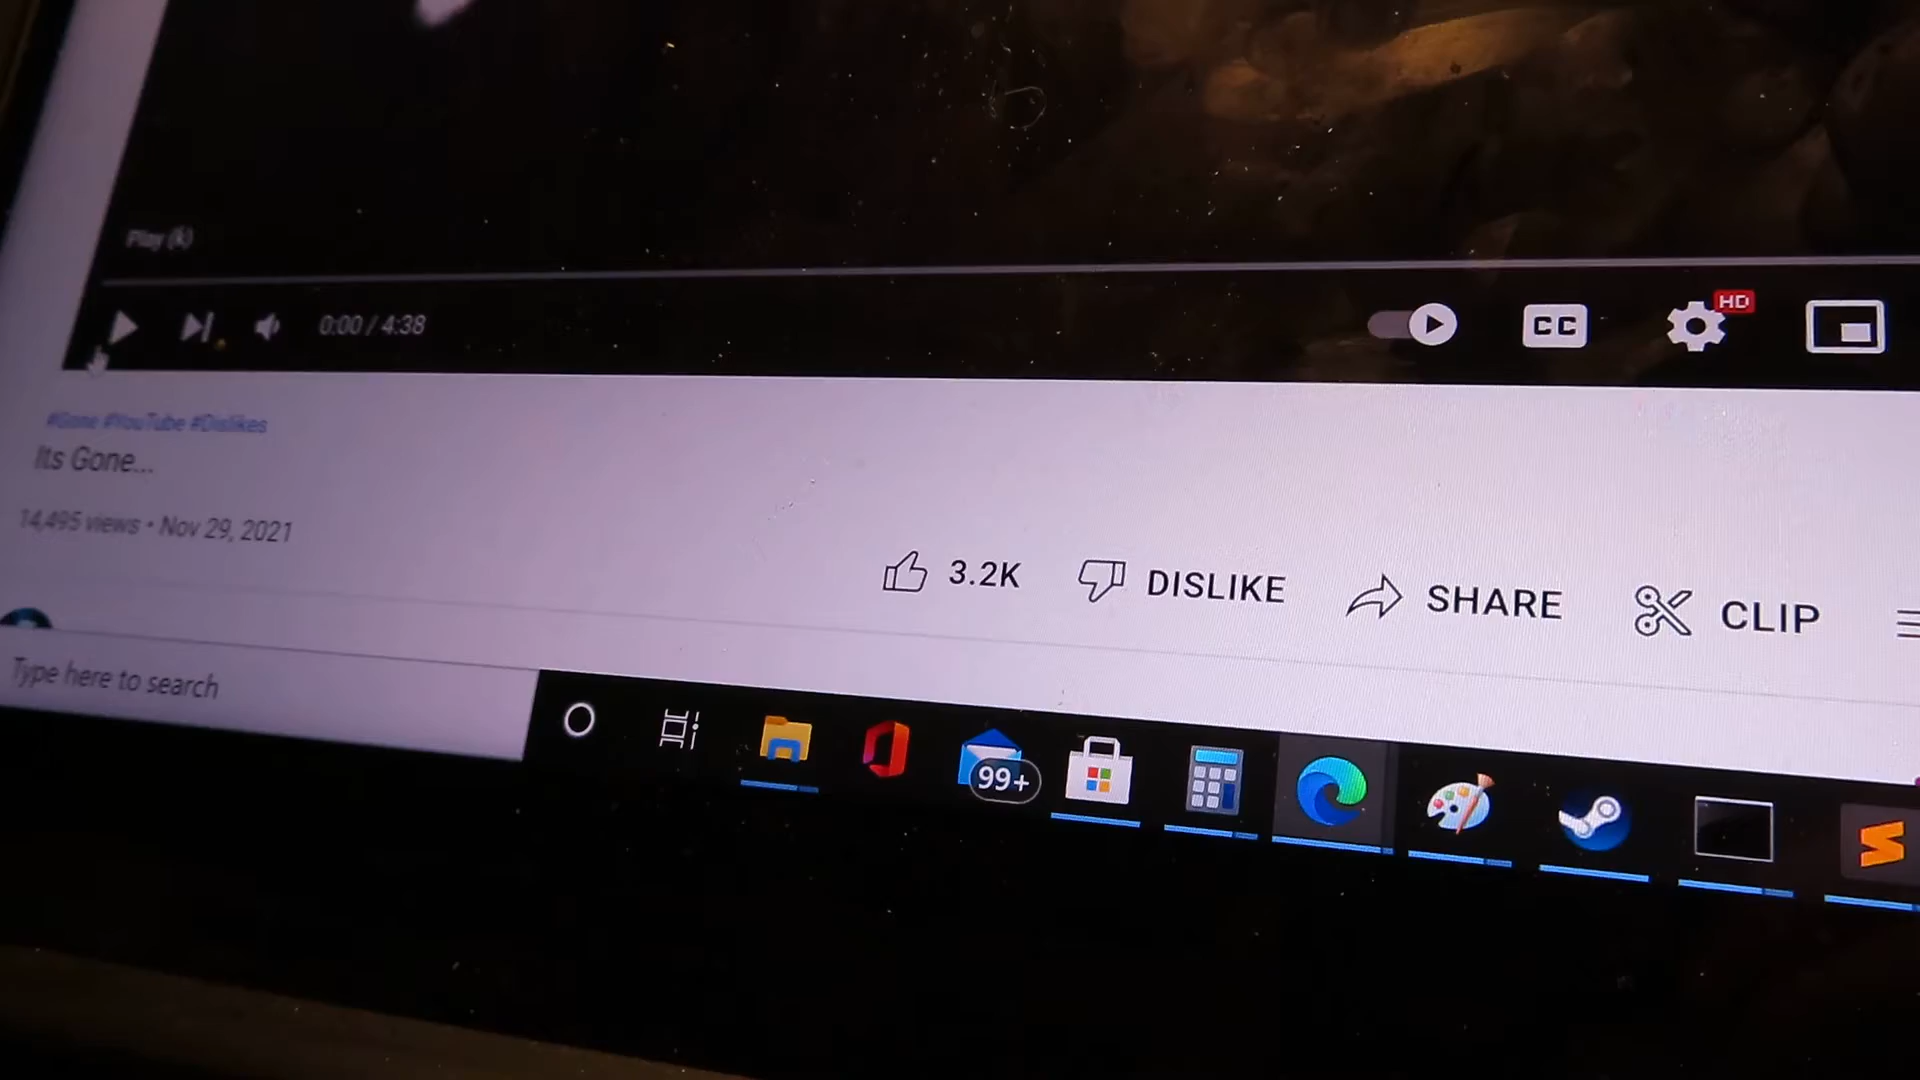 Play (k)
0:00 / 4:38
CC
HD
#Gone #YouTube #Dislikes
Its Gone...
14,495 views • Nov 29, 2021
3.2K
DISLIKE
SHARE
CLIP
Type here to search
99+